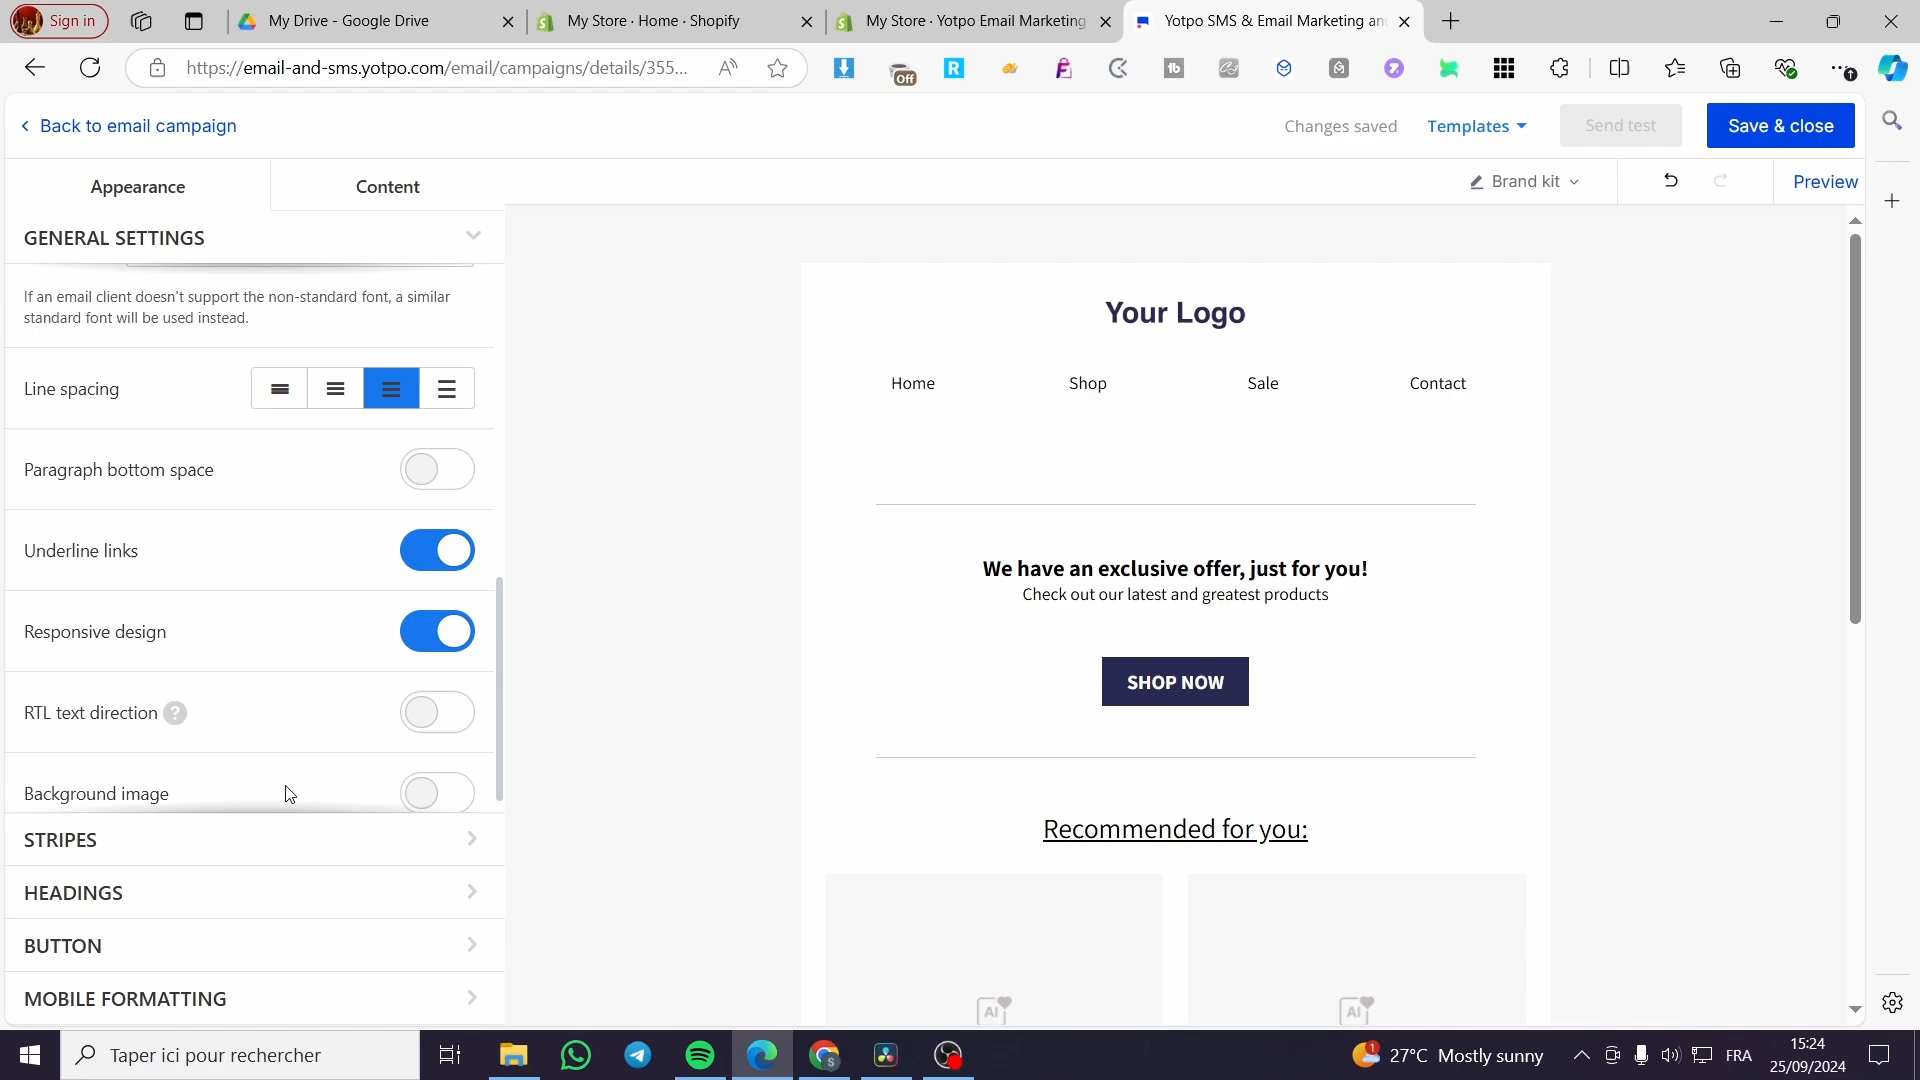 Sign in
My Drive - Google Drive
My Store · Home · Shopify
My Store · Yotpo Email Marketing
Yotpo SMS & Email Marketing an
https://email-and-sms.yotpo.com/email/campaigns/details/355...
Off
Back to email campaign
Changes saved
Templates
Send test
Save & close
Appearance
Content
Brand kit
Preview
GENERAL SETTINGS
If an email client doesn't support the non-standard font, a similar
standard font will be used instead.
Line spacing
Paragraph bottom space
Underline links
Responsive design
RTL text direction ?
Background image
STRIPES
HEADINGS
BUTTON
MOBILE FORMATTING
Your Logo
Home Shop Sale Contact
We have an exclusive offer, just for you!
Check out our latest and greatest products
SHOP NOW
Recommended for you:
AI
AI
Taper ici pour rechercher
27°C Mostly sunny
FRA
15:24
25/09/2024